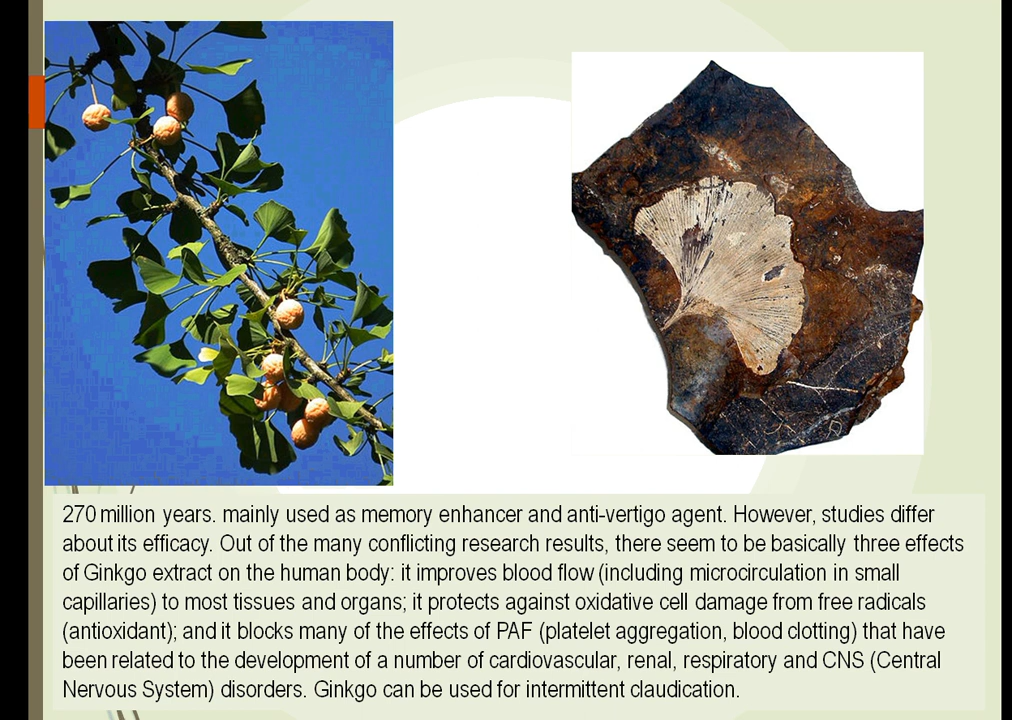 270 million years. mainly used as memory enhancer and anti-vertigo agent. However, studies differ
about its efficacy. Out of the many conflicting research results, there seem to be basically three effects
of Ginkgo extract on the human body: it improves blood flow (including microcirculation in small
capillaries) to most tissues and organs; it protects against oxidative cell damage from free radicals
(antioxidant); and it blocks many of the effects of PAF (platelet aggregation, blood clotting) that have
been related to the development of a number of cardiovascular, renal, respiratory and CNS (Central
Nervous System) disorders. Ginkgo can be used for intermittent claudication.